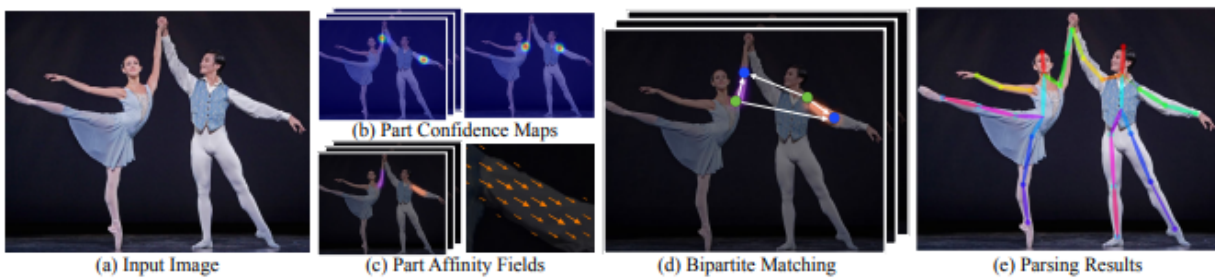 (a) Input Image
(b) Part Confidence Maps
(c) Part Affinity Fields
(d) Bipartite Matching
(e) Parsing Results